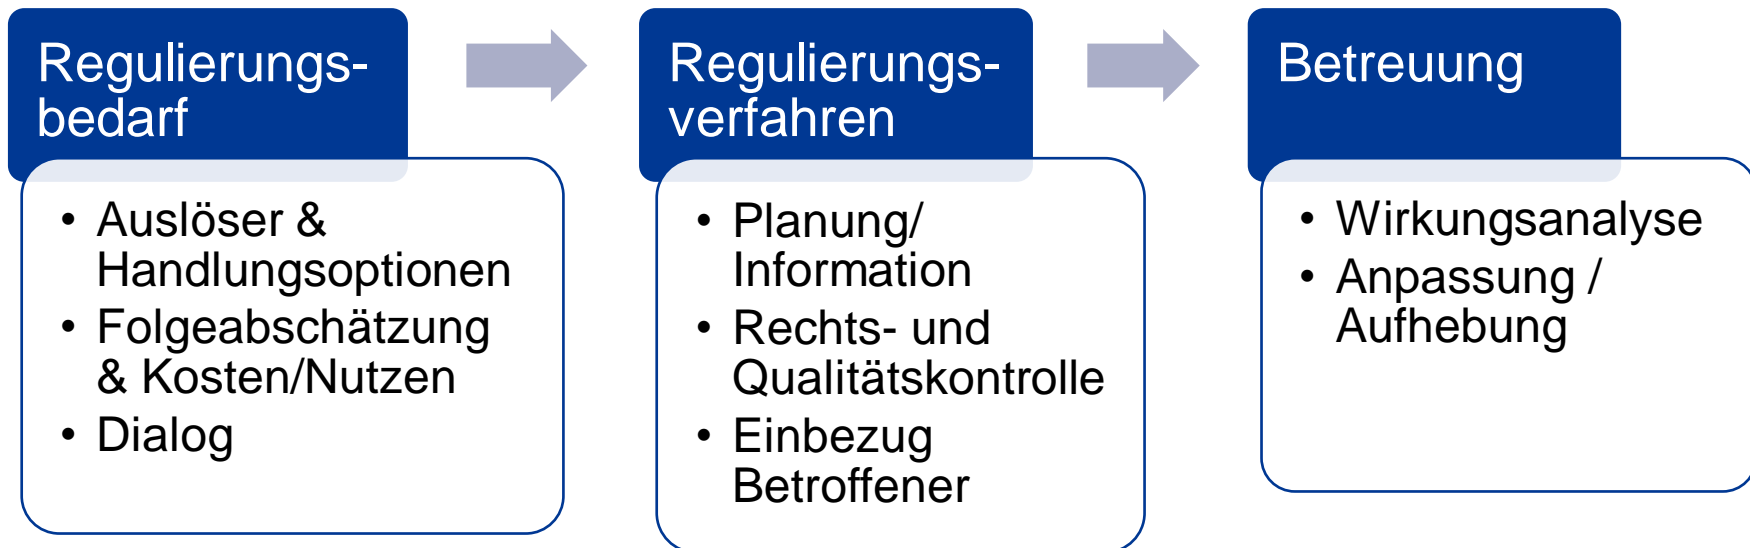 Regulierungs-
bedarf
• Auslöser &
Handlungsoptionen
• Folgeabschätzung
& Kosten/Nutzen
• Dialog
Regulierungs-
verfahren
• Planung/
Information
• Rechts- und
Qualitätskontrolle
• Einbezug
Betroffener
Betreuung
• Wirkungsanalyse
• Anpassung /
Aufhebung